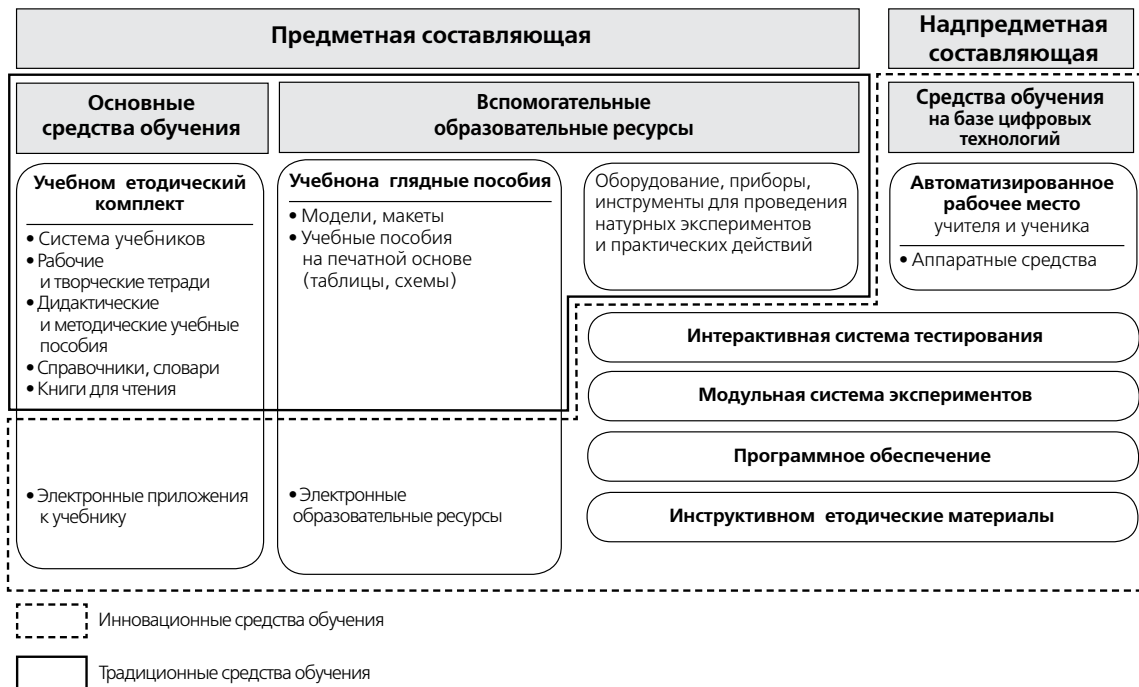 Предметная составляющая
Надпредметная
составляющая
Основные
средства обучения
Вспомогательные
образовательные ресурсы
Средства обучения
на базе цифровых
технологий
Учебном етодический
комплект
• Система учебников
• Рабочие
и творческие тетради
• Дидактические
и методические учебные
пособия
• Справочники, словари
• Книги для чтения
• Электронные приложения
к учебнику
Учебнона глядные пособия
• Модели, макеты
• Учебные пособия
на печатной основе
(таблицы, схемы)
• Электронные
образовательные ресурсы
Оборудование, приборы,
инструменты для проведения
натурных экспериментов
и практических действий
Автоматизированное
рабочее место
учителя и ученика
• Аппаратные средства
Интерактивная система тестирования
Модульная система экспериментов
Программное обеспечение
Инструктивном етодические материалы
Инновационные средства обучения
Традиционные средства обучения